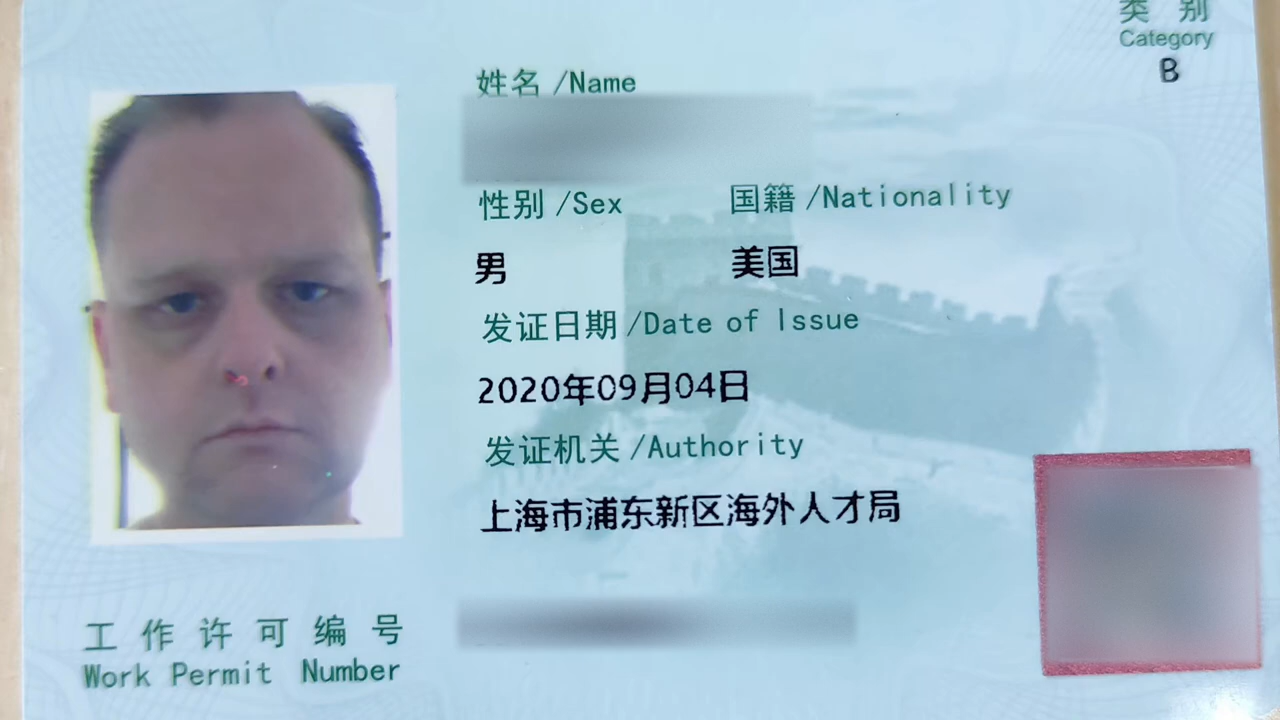 类 别
Category
B
姓名 /Name
性别 /Sex 国籍 /Nationality
男 美国
发证日期 /Date of Issue
2020年09月04日
发证机关 /Authority
上海市浦东新区海外人才局
工 作 许 可 编 号
Work Permit Number